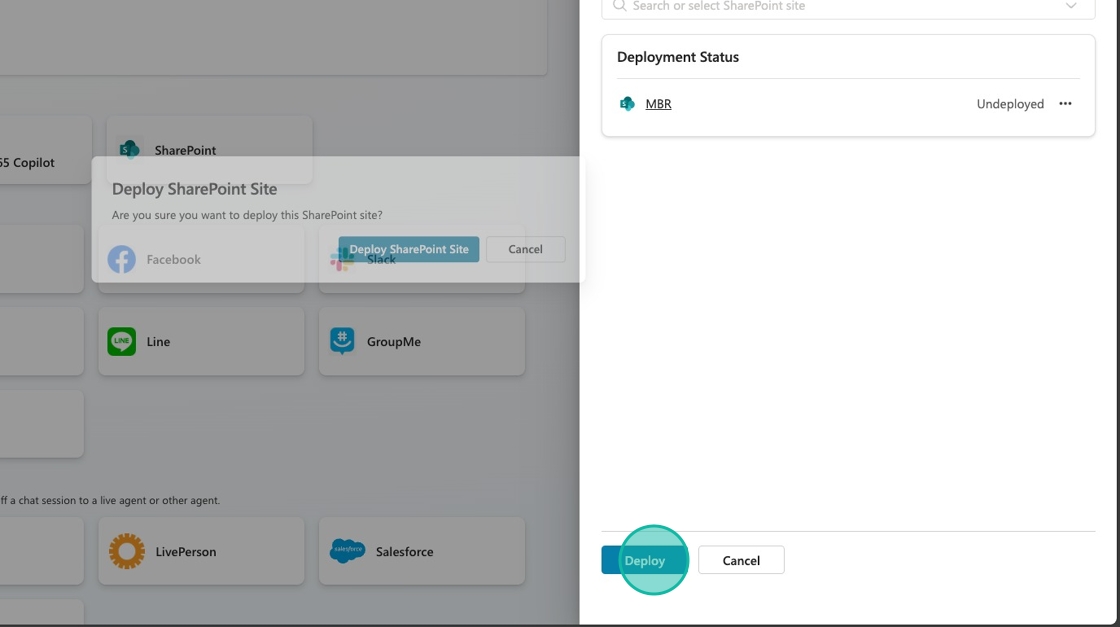 Search or select SharePoint site
Deployment Status
MBR
Undeployed
65 Copilot
SharePoint
Deploy SharePoint Site
Are you sure you want to deploy this SharePoint site?
Deploy SharePoint Site
Cancel
Facebook
Slack
LINE
Line
GroupMe
ff a chat session to a live agent or other agent.
LivePerson
salesforce
Salesforce
Deploy
Cancel